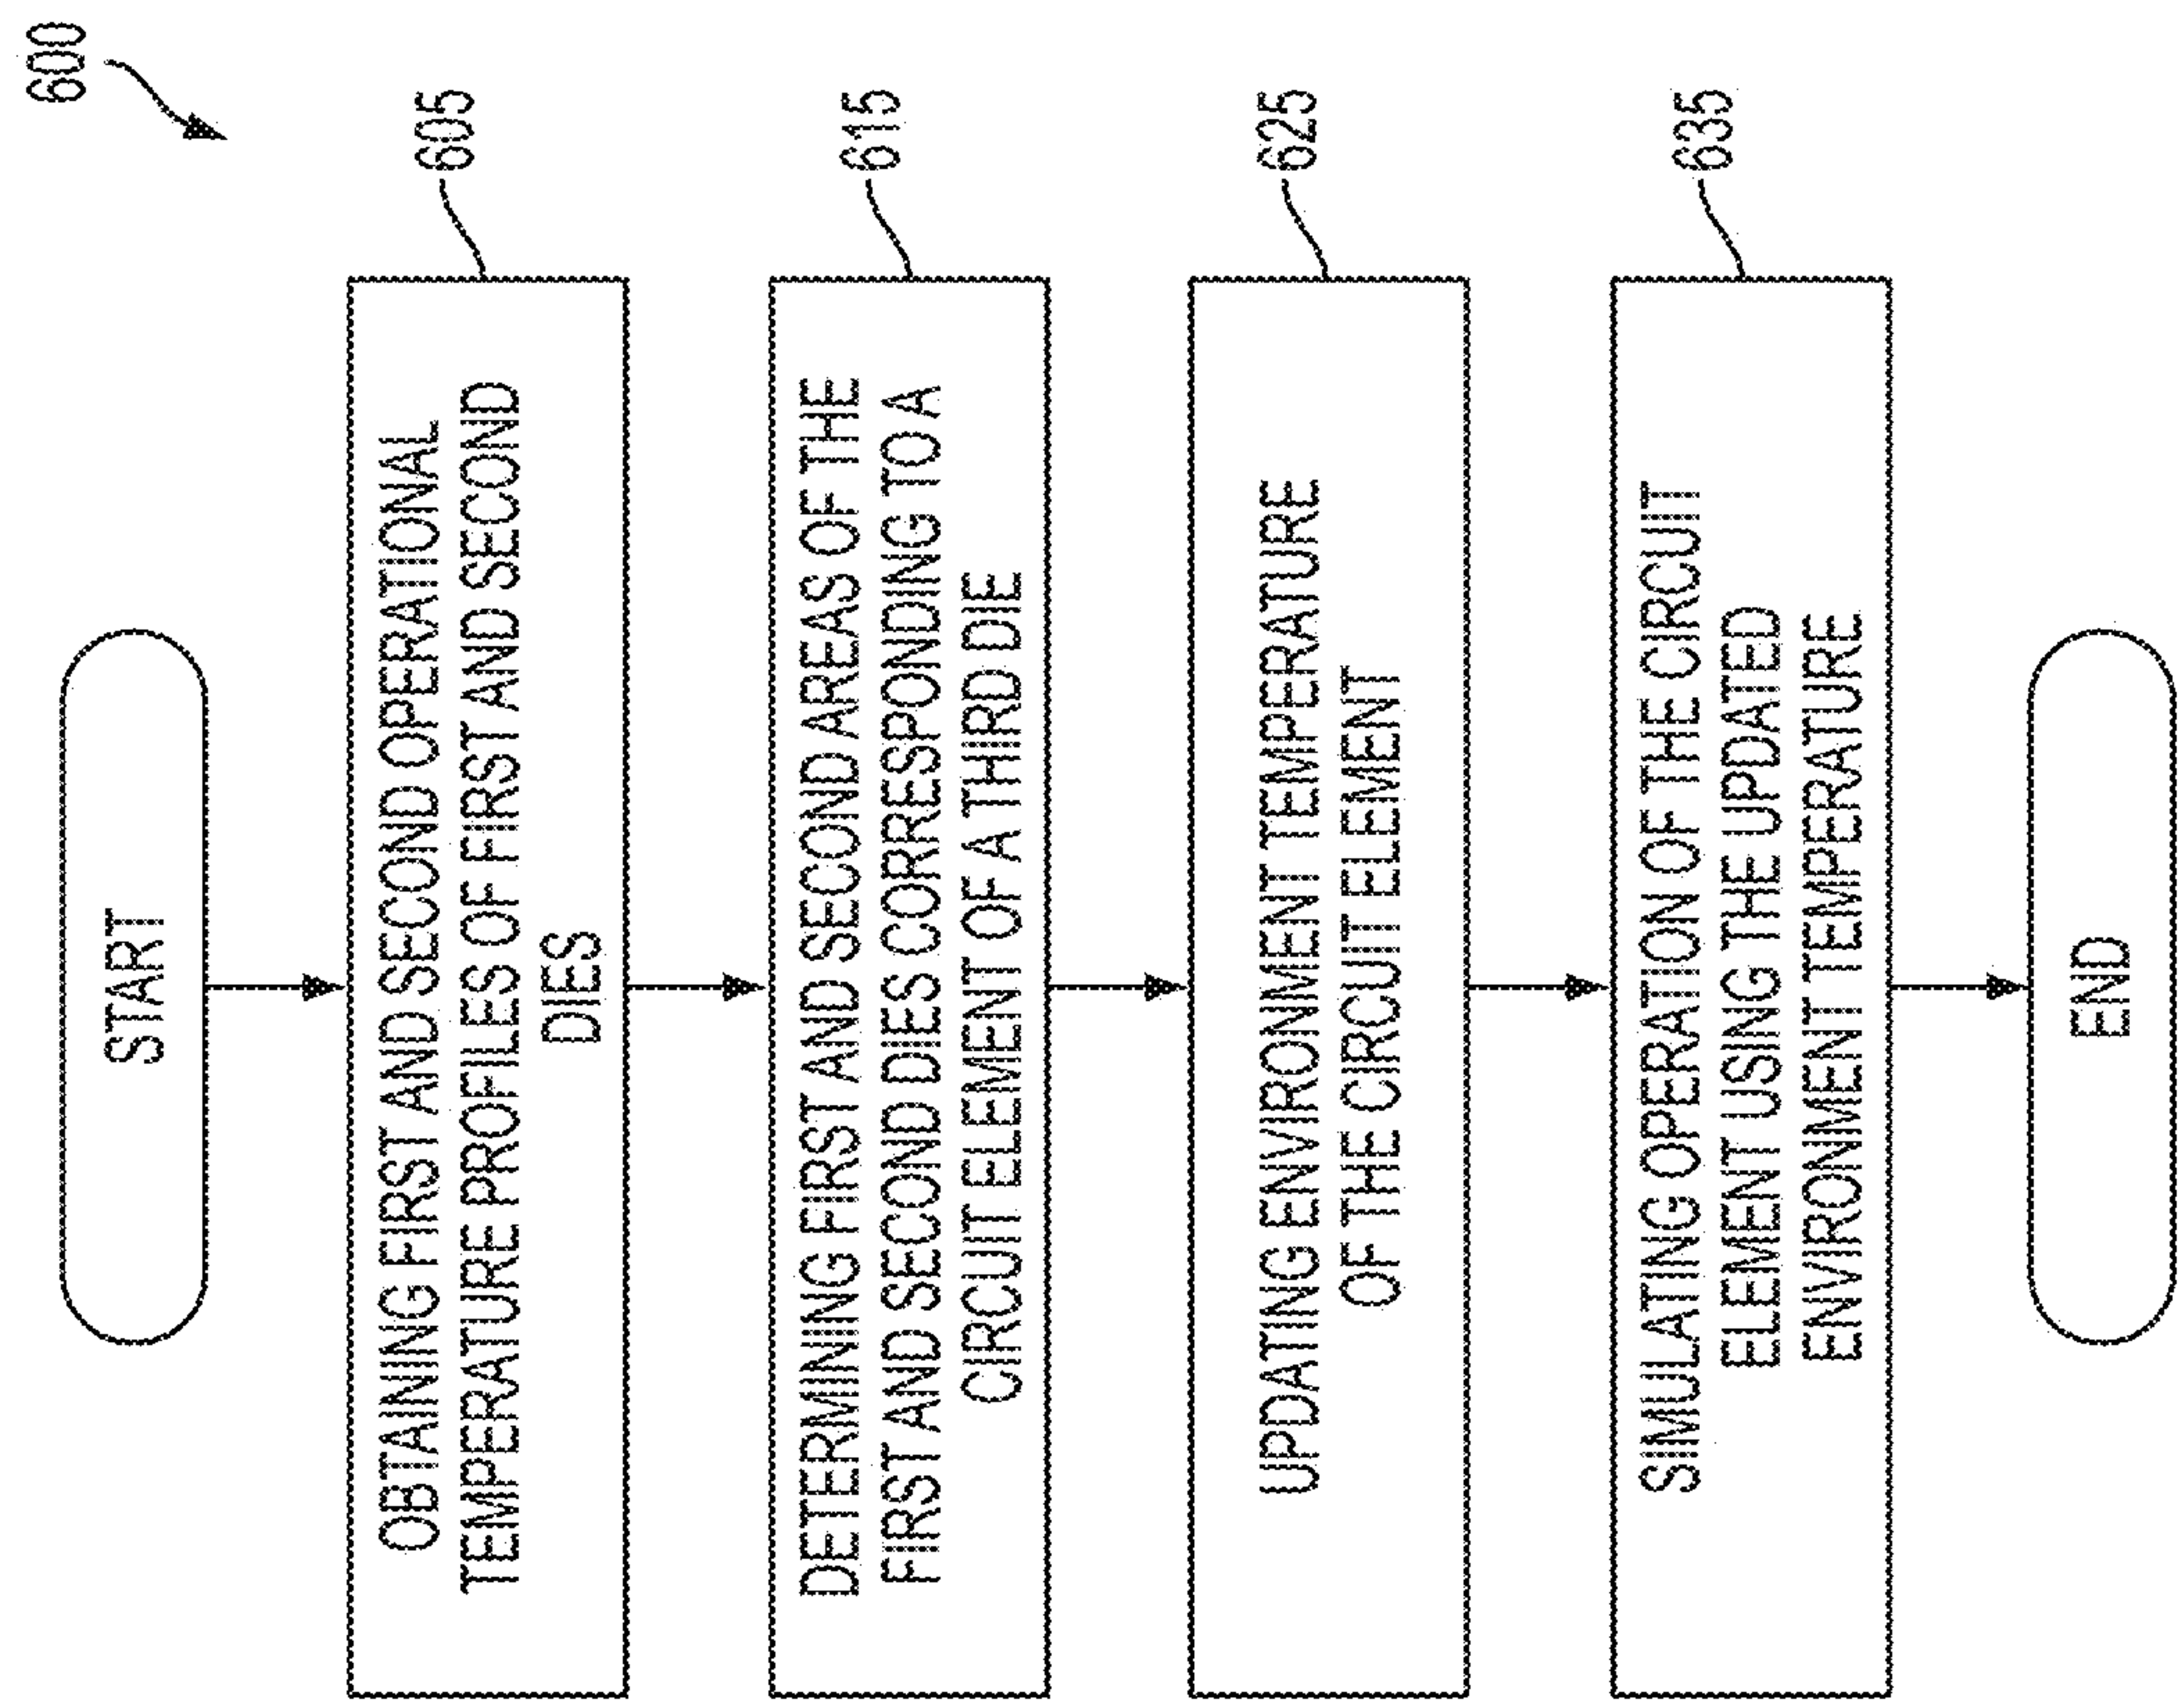 600
START
605
OBTAINING FIRST AND SECOND OPERATIONAL
TEMPERATURE PROFILES OF FIRST AND SECOND
DIES
615
DETERMINING FIRST AND SECOND AREAS OF THE
FIRST AND SECOND DIES CORRESPONDING TO A
CIRCUIT ELEMENT OF A THIRD DIE
625
UPDATING ENVIRONMENT TEMPERATURE
OF THE CIRCUIT ELEMENT
635
SIMULATING OPERATION OF THE CIRCUIT
ELEMENT USING THE UPDATED
ENVIRONMENT TEMPERATURE
END